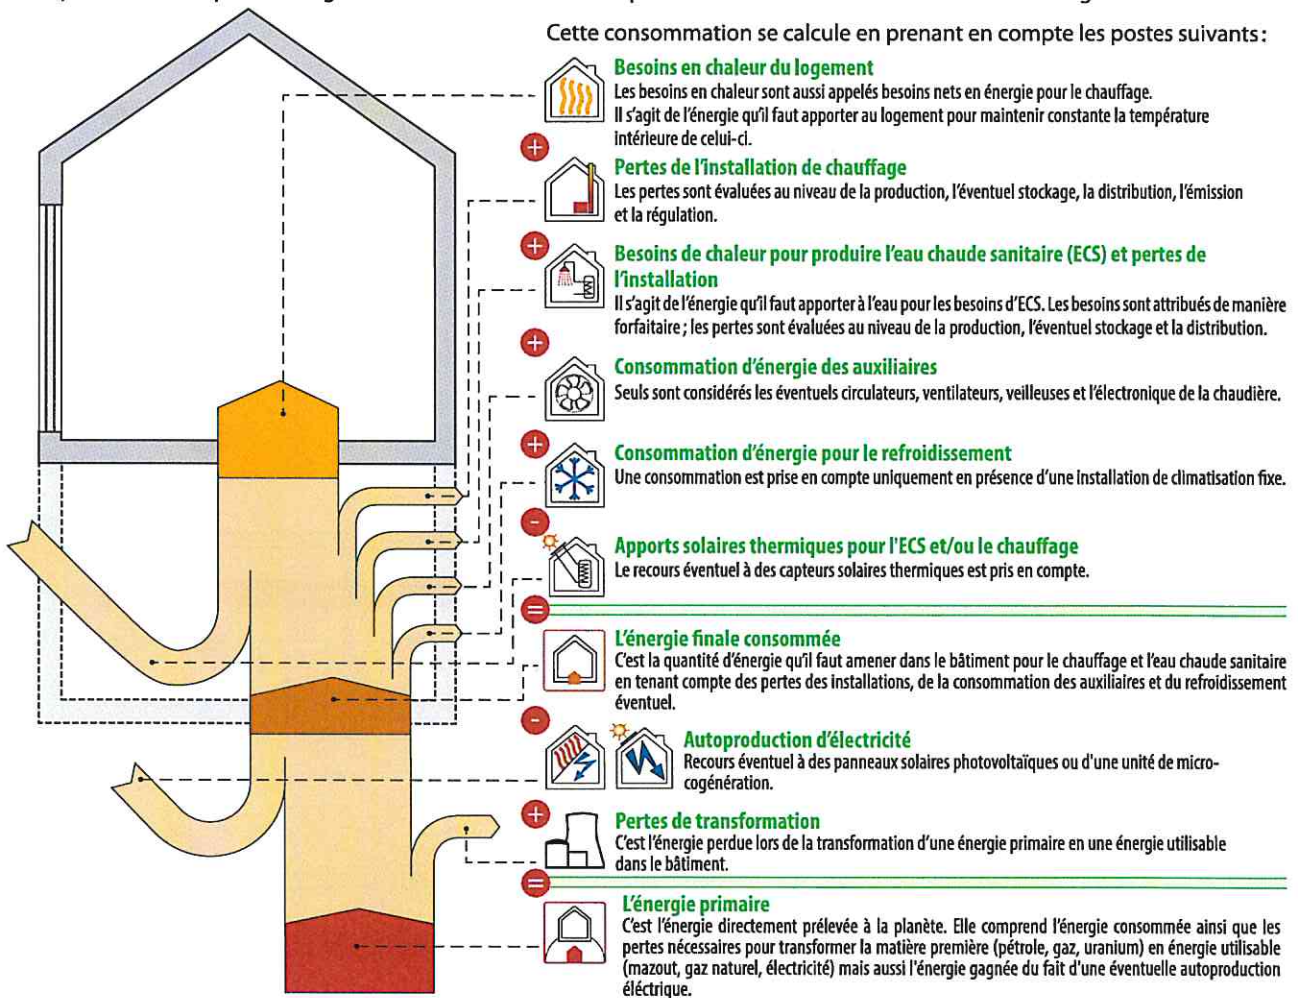 Cette consommation se calcule en prenant en compte les postes suivants :
Besoins en chaleur du logement
Les besoins en chaleur sont aussi appelés besoins nets en énergie pour le chauffage.
Il s'agit de l'énergie qu'il faut apporter au logement pour maintenir constante la température
intérieure de celui-ci.
+
Pertes de l'installation de chauffage
Les pertes sont évaluées au niveau de la production, l'éventuel stockage, la distribution, l'émission
et la régulation.
+
Besoins de chaleur pour produire l'eau chaude sanitaire (ECS) et pertes de
l'installation
Il s'agit de l'énergie qu'il faut apporter à l'eau pour les besoins d'ECS. Les besoins sont attribués de manière
forfaitaire ; les pertes sont évaluées au niveau de la production, l'éventuel stockage et la distribution.
+
Consommation d'énergie des auxiliaires
Seuls sont considérés les éventuels circulateurs, ventilateurs, veilleuses et l'électronique de la chaudière.
+
Consommation d'énergie pour le refroidissement
Une consommation est prise en compte uniquement en présence d'une installation de climatisation fixe.
-
Apports solaires thermiques pour l'ECS et/ou le chauffage
Le recours éventuel à des capteurs solaires thermiques est pris en compte.
=
L'énergie finale consommée
C'est la quantité d'énergie qu'il faut amener dans le bâtiment pour le chauffage et l'eau chaude sanitaire
en tenant compte des pertes des installations, de la consommation des auxiliaires et du refroidissement
éventuel.
-
Autoproduction d'électricité
Recours éventuel à des panneaux solaires photovoltaïques ou d'une unité de micro-
cogénération.
+
Pertes de transformation
C'est l'énergie perdue lors de la transformation d'une énergie primaire en une énergie utilisable
dans le bâtiment.
=
L'énergie primaire
C'est l'énergie directement prélevée à la planète. Elle comprend l'énergie consommée ainsi que les
pertes nécessaires pour transformer la matière première (pétrole, gaz, uranium) en énergie utilisable
(mazout, gaz naturel, électricité) mais aussi l'énergie gagnée du fait d'une éventuelle autoproduction
éléctrique.